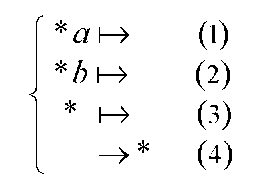 *a ↦ (1)
*b ↦ (2)
* ↦ (3)
→* (4)